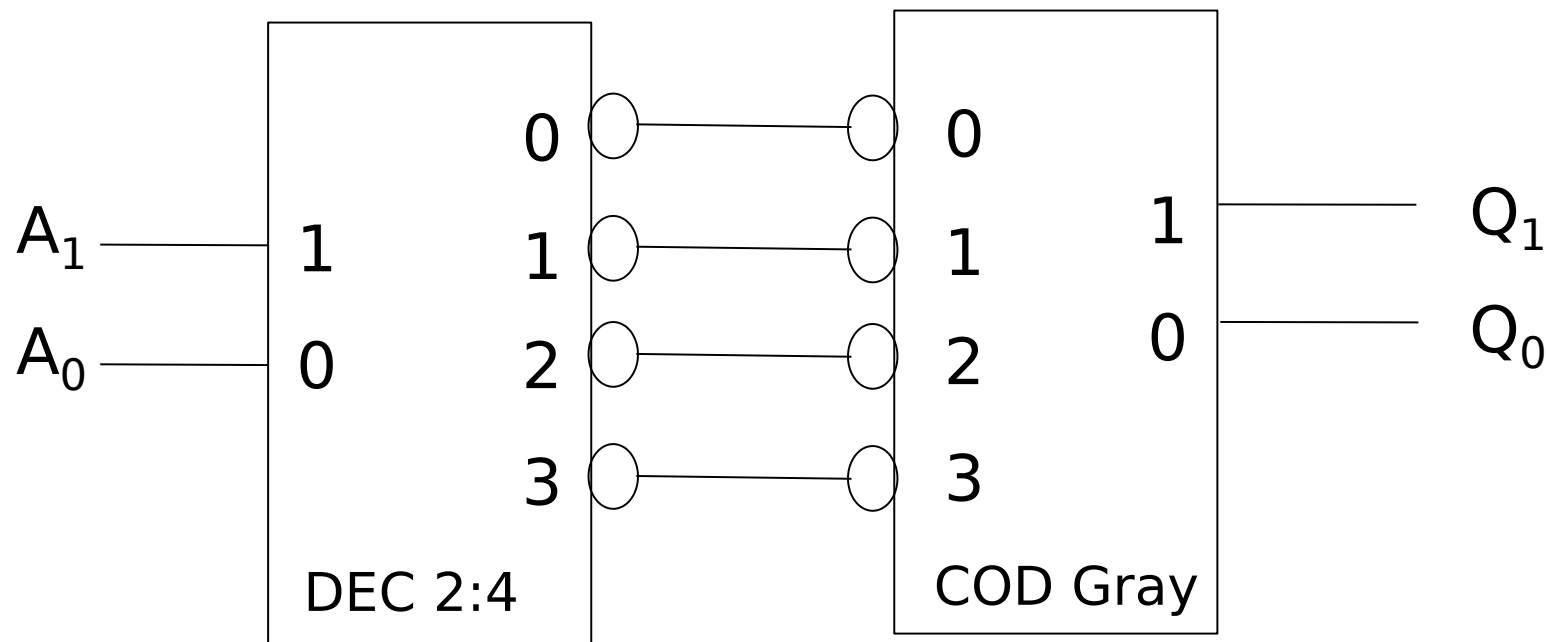 0 0
1 Q₁
A₁ 1 1 1
0 Q₀
A₀ 0 2 2
3 3
DEC 2:4 COD Gray